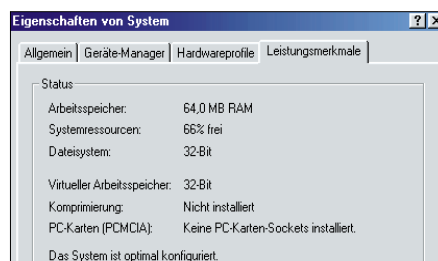 Eigenschaften von System
Allgemein Geräte-Manager Hardwareprofile Leistungsmerkmale
Status
Arbeitsspeicher: 64,0 MB RAM
Systemressourcen: 66% frei
Dateisystem: 32-Bit
Virtueller Arbeitsspeicher: 32-Bit
Komprimierung: Nicht installiert
PC-Karten (PCMCIA): Keine PC-Karten-Sockets installiert.
Das System ist optimal konfiguriert.